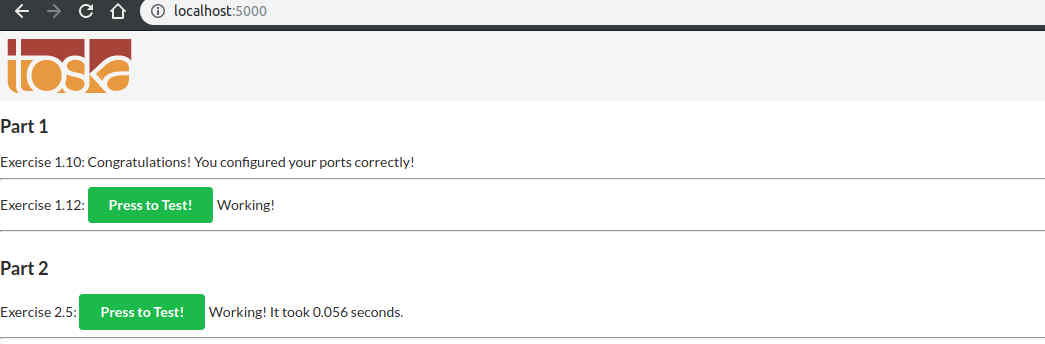 localhost:5000
toska
Part 1
Exercise 1.10: Congratulations! You configured your ports correctly!
Exercise 1.12: Press to Test! Working!
Part 2
Exercise 2.5: Press to Test! Working! It took 0.056 seconds.